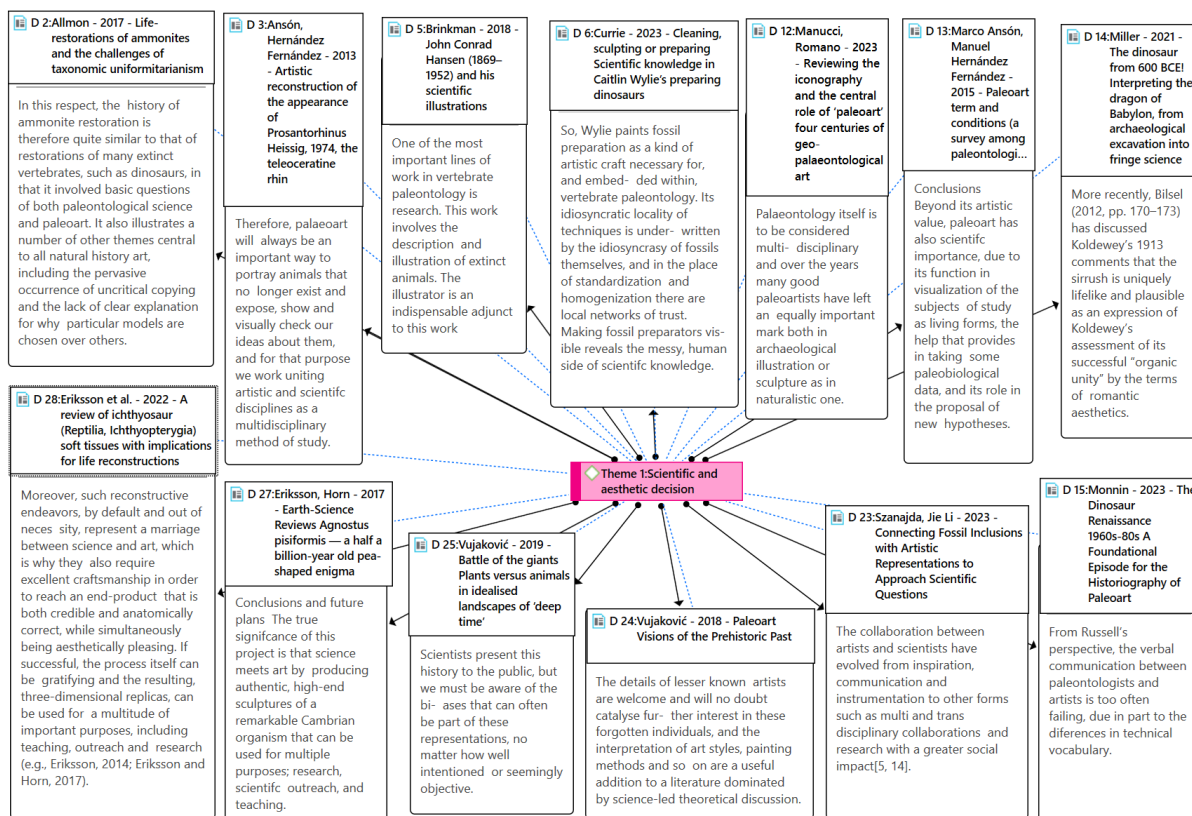 D 2:Allmon - 2017 - Life-
restorations of ammonites
and the challenges of
taxonomic uniformitarianism
In this respect, the history of
ammonite restoration is
therefore quite similar to that of
restorations of many extinct
vertebrates, such as dinosaurs, in
that it involved basic questions
of both paleontological science
and paleoart. It also illustrates a
number of other themes central
to all natural history art,
including the pervasive
occurrence of uncritical copying
and the lack of clear explanation
for why particular models are
chosen over others.
D 3:Ansón,
Hernández
Fernández - 2013
- Artistic
reconstruction of
the appearance
of
Prosantorhinus
Heissig, 1974, the
teleoceratine
rhin
Therefore, palaeoart
will always be an
important way to
portray animals that
no longer exist and
expose, show and
visually check our
ideas about them,
and for that purpose
we work uniting
artistic and scientifc
disciplines as a
multidisciplinary
method of study.
D 5:Brinkman - 2018 -
John Conrad
Hansen (1869–
1952) and his
scientific
illustrations
One of the most
important lines of
work in vertebrate
paleontology is
research. This work
involves the
description and
illustration of extinct
animals. The
illustrator is an
indispensable adjunct
to this work
D 6:Currie - 2023 - Cleaning,
sculpting or preparing
Scientific knowledge in
Caitlin Wylie's preparing
dinosaurs
So, Wylie paints fossil
preparation as a kind of
artistic craft necessary for,
and embed- ded within,
vertebrate paleontology. Its
idiosyncratic locality of
techniques is under- written
by the idiosyncrasy of fossils
themselves, and in the place
of standardization and
homogenization there are
local networks of trust.
Making fossil preparators vis-
ible reveals the messy, human
side of scientifc knowledge.
D 12:Manucci,
Romano - 2023
- Reviewing the
iconography
and the central
role of 'paleoart'
four centuries of
geo-
palaeontological
art
Palaeontology itself is
to be considered
multi- disciplinary
and over the years
many good
paleoartists have left
an equally important
mark both in
archaeological
illustration or
sculpture as in
naturalistic one.
D 13:Marco Ansón,
Manuel
Hernández
Fernández -
2015 - Paleoart
term and
conditions (a
survey among
paleontologi...
Conclusions
Beyond its artistic
value, paleoart has
also scientifc
importance, due to
its function in
visualization of the
subjects of study
as living forms, the
help that provides
in taking some
paleobiological
data, and its role in
the proposal of
new hypotheses.
D 14:Miller - 2021 -
The dinosaur
from 600 BCE!
Interpreting the
dragon of
Babylon, from
archaeological
excavation into
fringe science
More recently, Bilsel
(2012, pp. 170–173)
has discussed
Koldewey's 1913
comments that the
sirrush is uniquely
lifelike and plausible
as an expression of
Koldewey's
assessment of its
successful "organic
unity" by the terms
of romantic
aesthetics.
Theme 1:Scientific and
aesthetic decision
D 28:Eriksson et al. - 2022 - A
review of ichthyosaur
(Reptilia, Ichthyopterygia)
soft tissues with implications
for life reconstructions
Moreover, such reconstructive
endeavors, by default and out of
neces sity, represent a marriage
between science and art, which
is why they also require
excellent craftsmanship in order
to reach an end-product that is
both credible and anatomically
correct, while simultaneously
being aesthetically pleasing. If
successful, the process itself can
be gratifying and the resulting,
three-dimensional replicas, can
be used for a multitude of
important purposes, including
teaching, outreach and research
(e.g., Eriksson, 2014; Eriksson and
Horn, 2017).
D 27:Eriksson, Horn - 2017
- Earth-Science
Reviews Agnostus
pisiformis — a half a
billion-year old pea-
shaped enigma
Conclusions and future
plans The true
signifcance of this
project is that science
meets art by producing
authentic, high-end
sculptures of a
remarkable Cambrian
organism that can be
used for multiple
purposes; research,
scientifc outreach, and
teaching.
D 25:Vujaković - 2019 -
Battle of the giants
Plants versus animals
in idealised
landscapes of 'deep
time'
Scientists present this
history to the public, but
we must be aware of the
bi- ases that can often
be part of these
representations, no
matter how well
intentioned or seemingly
objective.
D 24:Vujaković - 2018 - Paleoart
Visions of the Prehistoric Past
The details of lesser known artists
are welcome and will no doubt
catalyse fur- ther interest in these
forgotten individuals, and the
interpretation of art styles, painting
methods and so on are a useful
addition to a literature dominated
by science-led theoretical discussion.
D 23:Szanajda, Jie Li - 2023 -
Connecting Fossil Inclusions
with Artistic
Representations to
Approach Scientific
Questions
The collaboration between
artists and scientists have
evolved from inspiration,
communication and
instrumentation to other forms
such as multi and trans
disciplinary collaborations and
research with a greater social
impact[5, 14].
D 15:Monnin - 2023 - The
Dinosaur
Renaissance
1960s-80s A
Foundational
Episode for the
Historiography of
Paleoart
From Russell's
perspective, the verbal
communication between
paleontologists and
artists is too often
failing, due in part to the
diferences in technical
vocabulary.